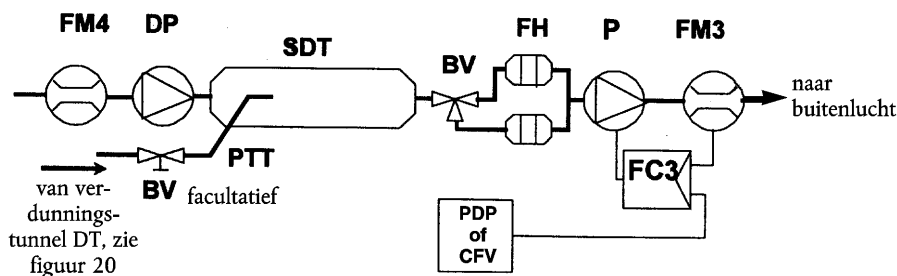 FM4
DP
SDT
BV
FH
P
FM3
naar
buitenlucht
PTT
BV facultatief
FC3
van ver-
dunnings-
tunnel DT, zie
figuur 20
PDP
of
CFV